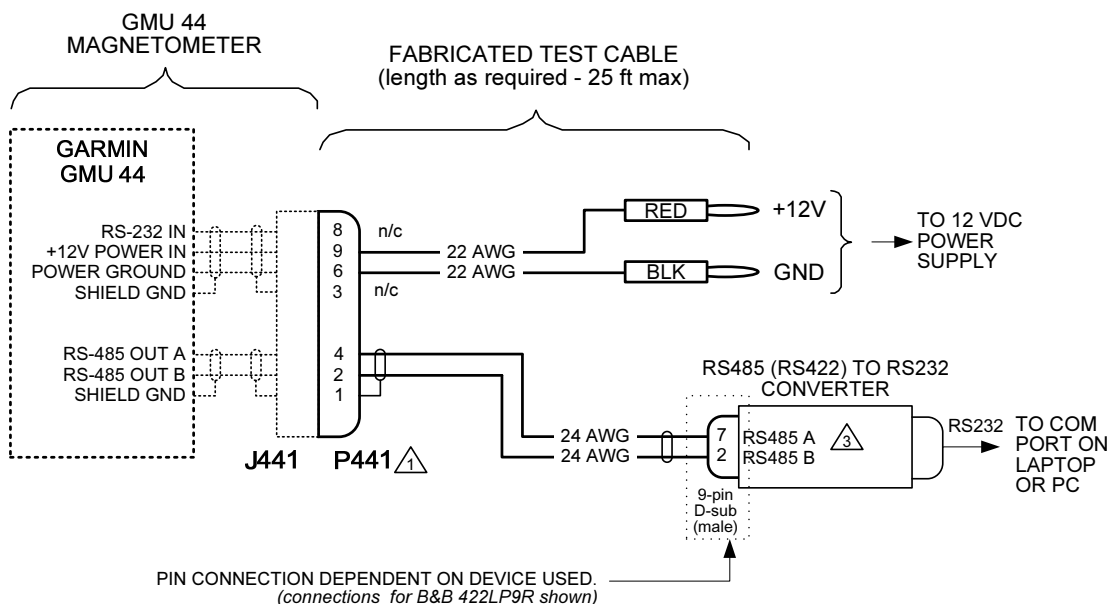 GMU 44
MAGNETOMETER
FABRICATED TEST CABLE
(length as required - 25 ft max)
GARMIN
GMU 44
RS-232 IN
+12V POWER IN
POWER GROUND
SHIELD GND
RS-485 OUT A
RS-485 OUT B
SHIELD GND
8 n/c
9
6
3 n/c
4
2
1
J441 P441 1
22 AWG
22 AWG
RED +12V
BLK GND
TO 12 VDC
POWER
SUPPLY
24 AWG
24 AWG
RS485 (RS422) TO RS232
CONVERTER
7 RS485 A
2 RS485 B
3
9-pin
D-sub
(male)
RS232
TO COM
PORT ON
LAPTOP
OR PC
PIN CONNECTION DEPENDENT ON DEVICE USED.
(connections for B&B 422LP9R shown)